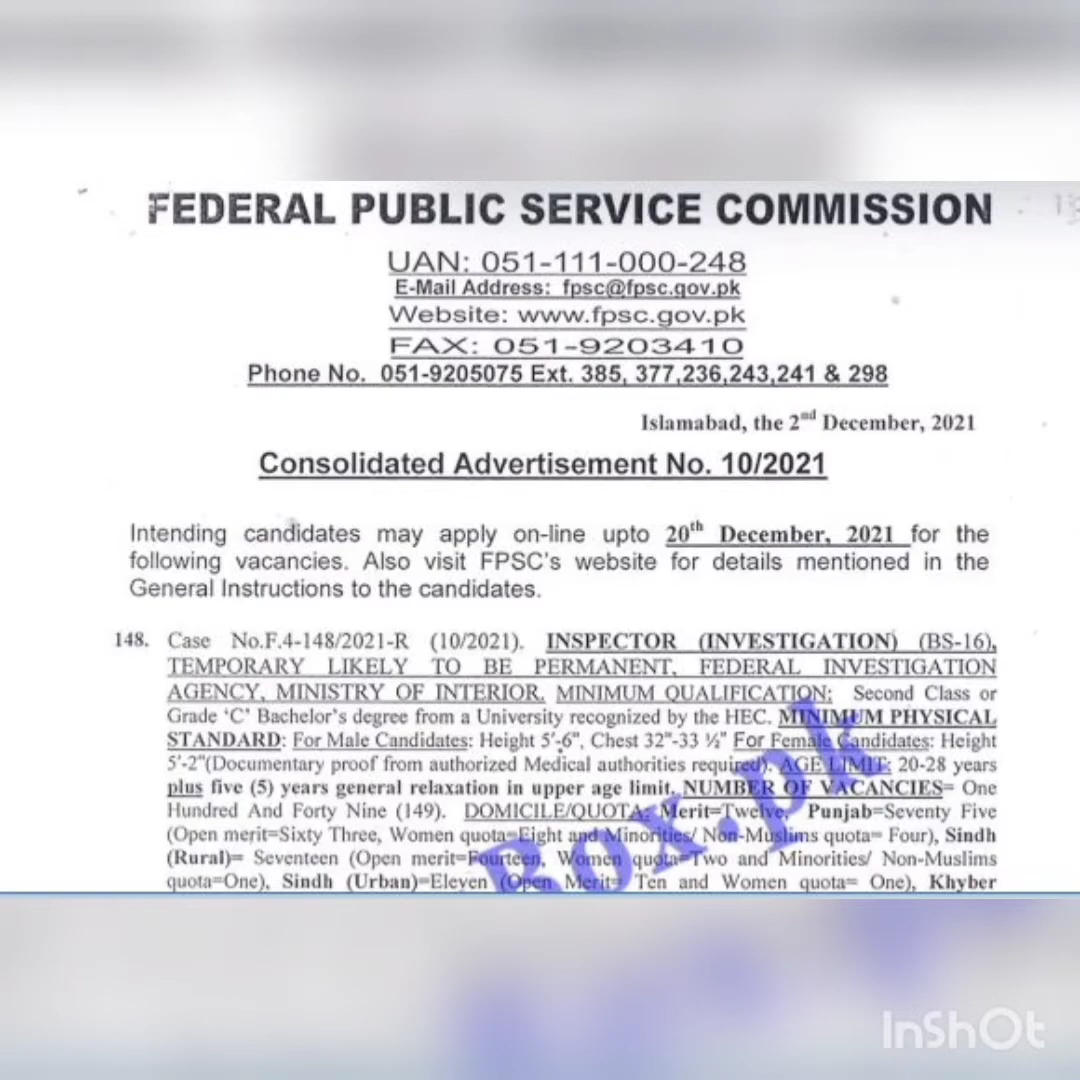 FEDERAL PUBLIC SERVICE COMMISSION
UAN: 051-111-000-248
E-Mail Address: fpsc@fpsc.gov.pk
Website: www.fpsc.gov.pk
FAX: 051-9203410
Phone No. 051-9205075 Ext. 385, 377,236,243,241 & 298
Islamabad, the 2nd December, 2021
Consolidated Advertisement No. 10/2021
Intending candidates may apply on-line upto 20th December, 2021 for the
following vacancies. Also visit FPSC's website for details mentioned in the
General Instructions to the candidates.
148. Case No.F.4-148/2021-R (10/2021). INSPECTOR (INVESTIGATION) (BS-16),
TEMPORARY LIKELY TO BE PERMANENT, FEDERAL INVESTIGATION
AGENCY, MINISTRY OF INTERIOR. MINIMUM QUALIFICATION: Second Class or
Grade 'C' Bachelor's degree from a University recognized by the HEC. MINIMUM PHYSICAL
STANDARD: For Male Candidates: Height 5'-6", Chest 32"-33 ½" For Female Candidates: Height
5'-2"(Documentary proof from authorized Medical authorities required). AGE LIMIT: 20-28 years
plus five (5) years general relaxation in upper age limit. NUMBER OF VACANCIES= One
Hundred And Forty Nine (149). DOMICILE/QUOTA: Merit=Twelve, Punjab=Seventy Five
(Open merit=Sixty Three, Women quota=Eight and Minorities/ Non-Muslims quota= Four), Sindh
(Rural)= Seventeen (Open merit=Fourteen, Women quota=Two and Minorities/ Non-Muslims
quota=One), Sindh (Urban)=Eleven (Open Merit= Ten and Women quota= One), Khyber
Box.pk
InShOt